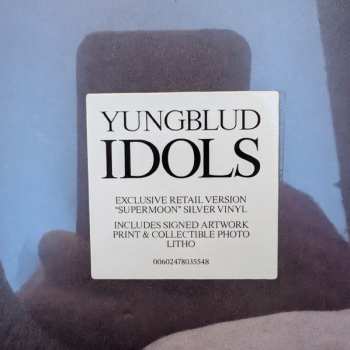 YUNGBLUD
IDOLS
EXCLUSIVE RETAIL VERSION
"SUPERMOON" SILVER VINYL
INCLUDES SIGNED ARTWORK
PRINT & COLLECTIBLE PHOTO
LITHO
00602478035548